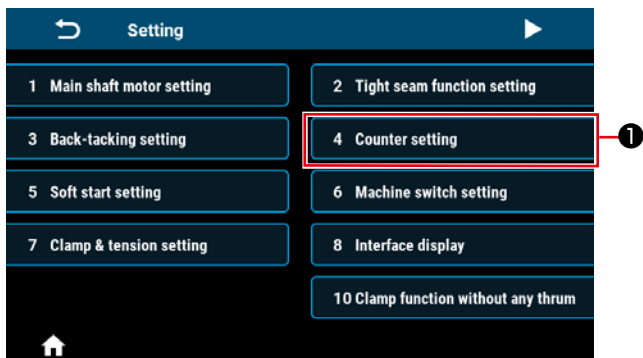 Setting
1 Main shaft motor setting
2 Tight seam function setting
3 Back-tacking setting
4 Counter setting
❶
5 Soft start setting
6 Machine switch setting
7 Clamp & tension setting
8 Interface display
10 Clamp function without any thrum